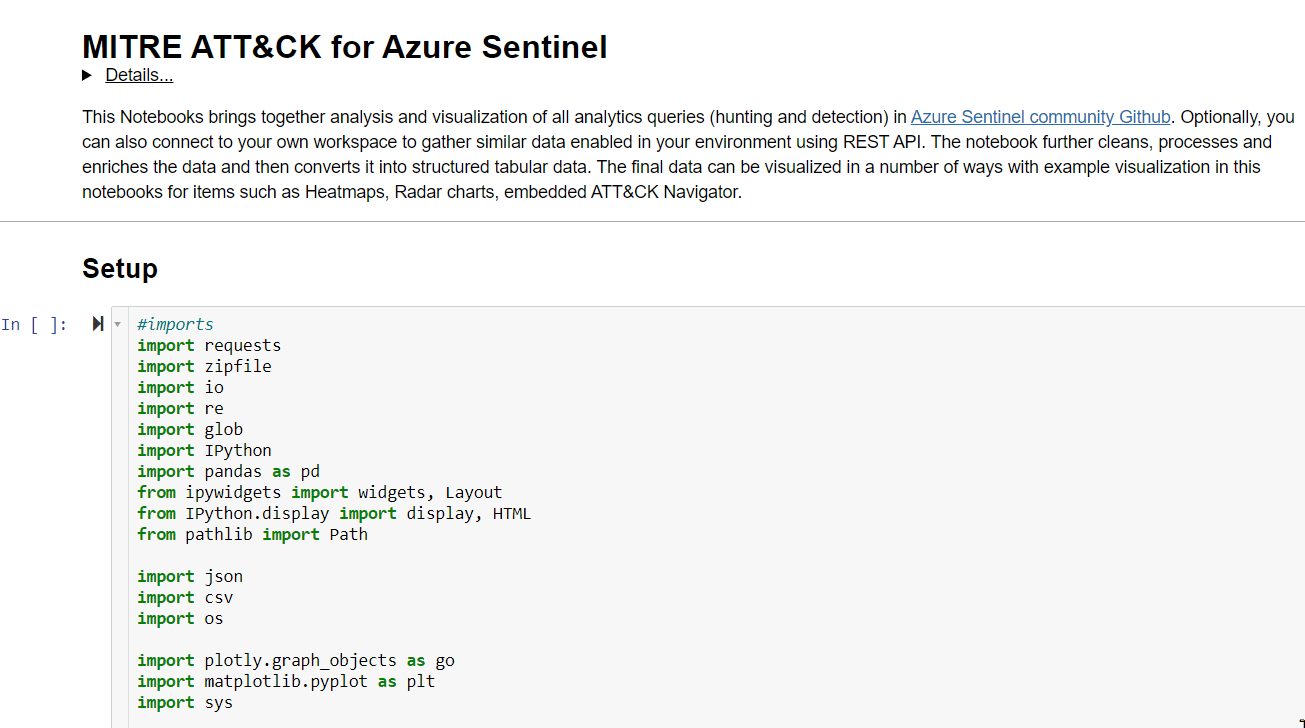 MITRE ATT&CK for Azure Sentinel
Details...
This Notebooks brings together analysis and visualization of all analytics queries (hunting and detection) in Azure Sentinel community Github. Optionally, you
can also connect to your own workspace to gather similar data enabled in your environment using REST API. The notebook further cleans, processes and
enriches the data and then converts it into structured tabular data. The final data can be visualized in a number of ways with example visualization in this
notebooks for items such as Heatmaps, Radar charts, embedded ATT&CK Navigator.
Setup
In [ ]:
#imports
import requests
import zipfile
import io
import re
import glob
import IPython
import pandas as pd
from ipywidgets import widgets, Layout
from IPython.display import display, HTML
from pathlib import Path
import json
import csv
import os
import plotly.graph_objects as go
import matplotlib.pyplot as plt
import sys